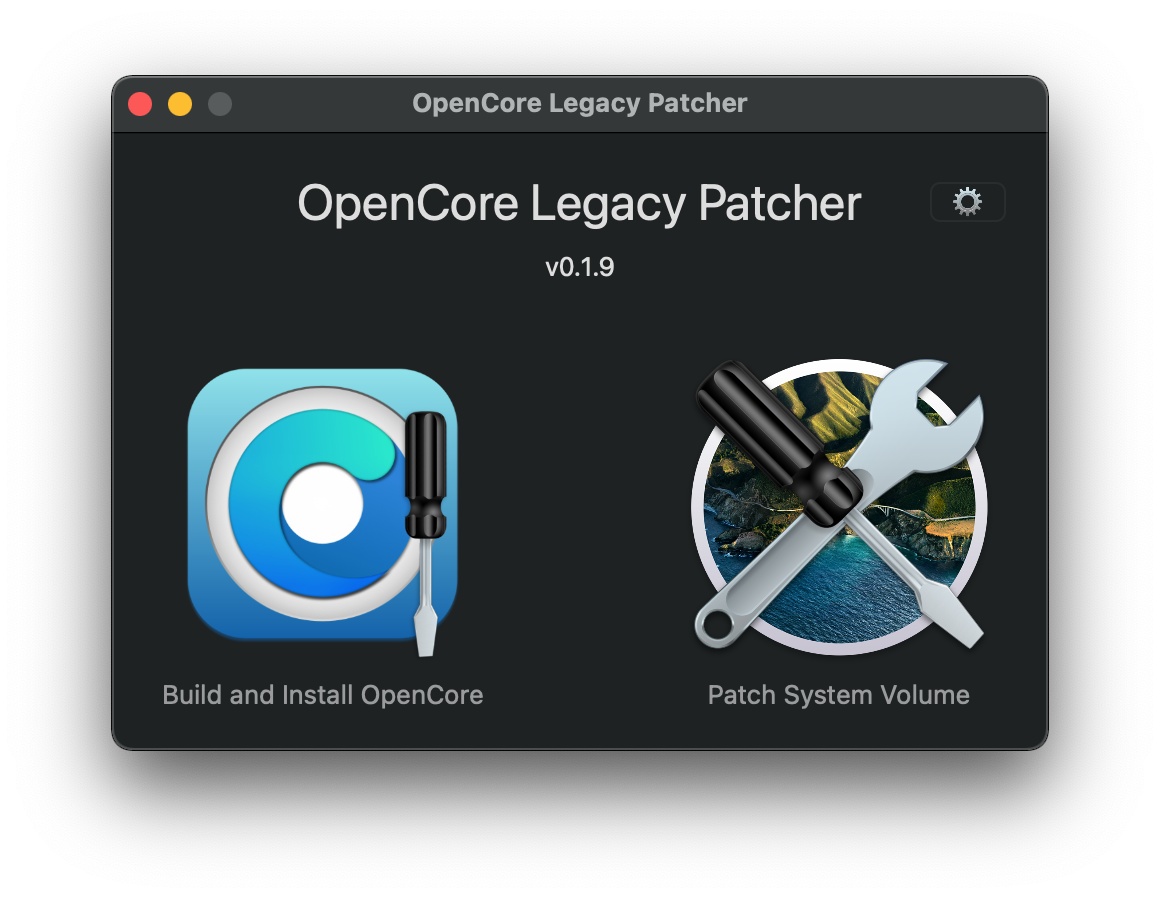 OpenCore Legacy Patcher
OpenCore Legacy Patcher
v0.1.9
Build and Install OpenCore
Patch System Volume